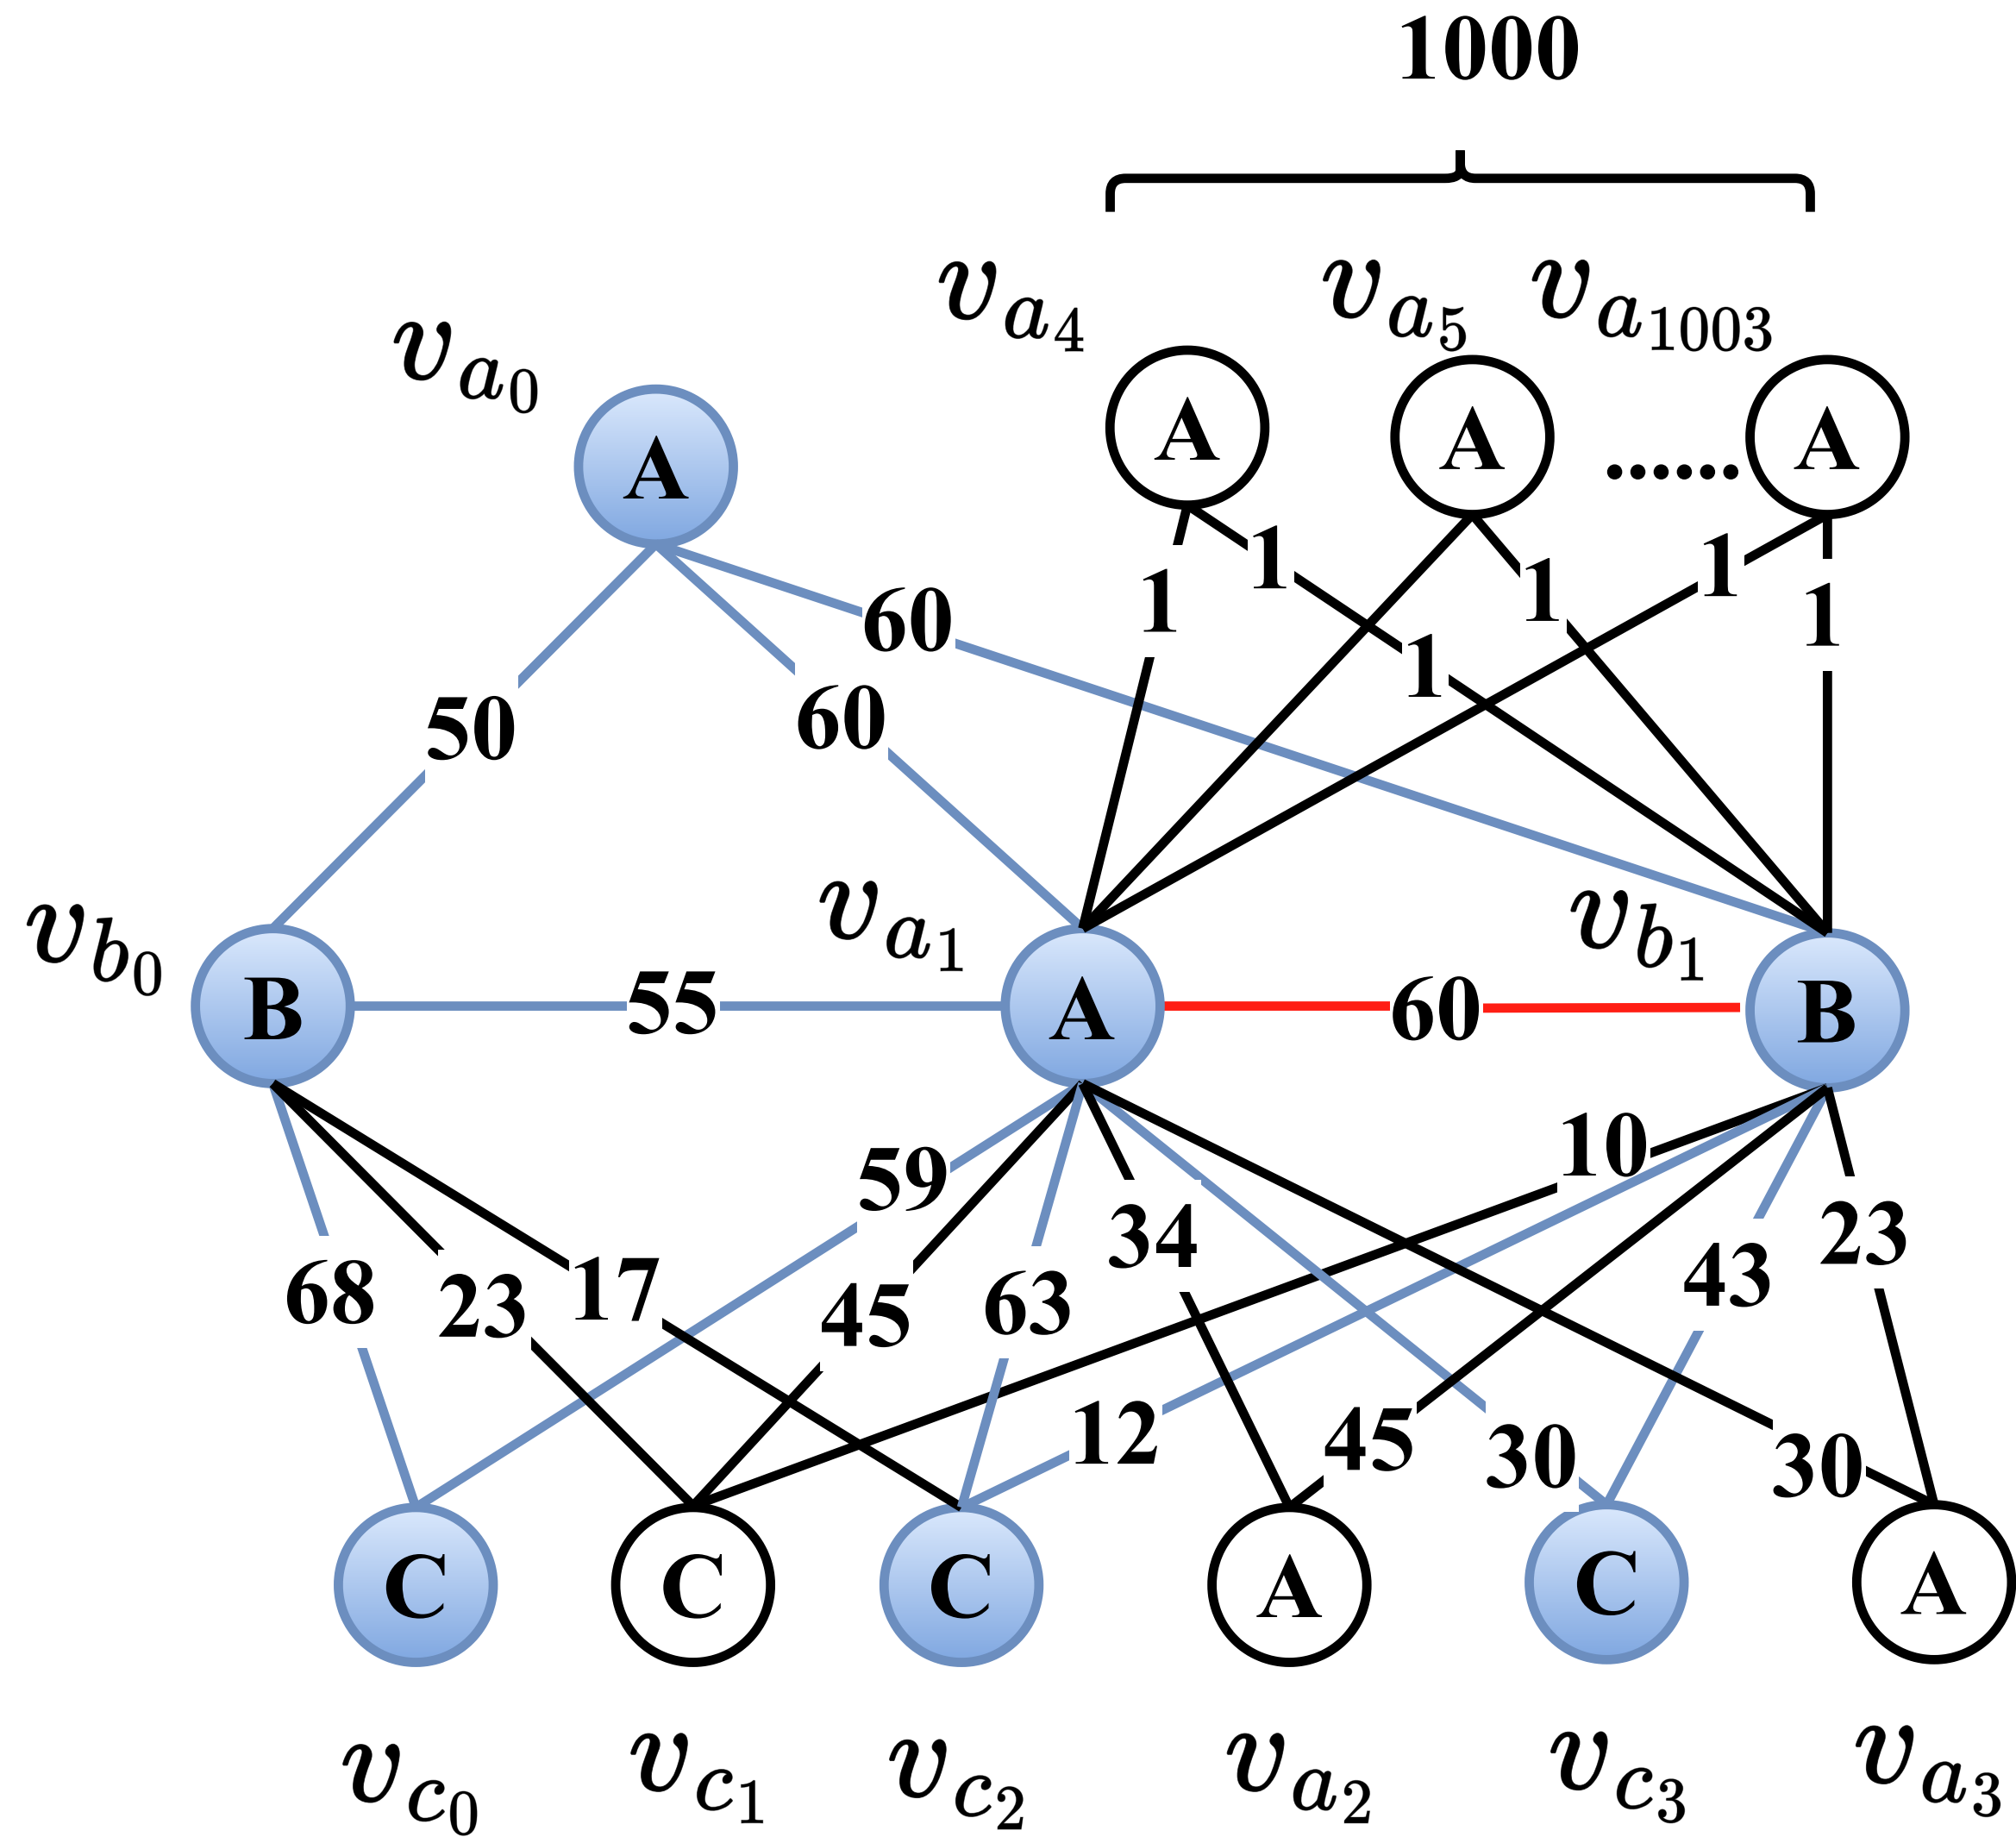 1000
v_{a_4} v_{a_5} v_{a_{1003}}
v_{a_0}
A A A ...... A
1 1 1 1 1
60
1
50 60
v_{b_0} v_{a_1} v_{b_1}
B 55 A 60 B
10
59 34 23
68 23 17 45 63 43
12 45 30 30
C C C A C A
v_{c_0} v_{c_1} v_{c_2} v_{a_2} v_{c_3} v_{a_3}